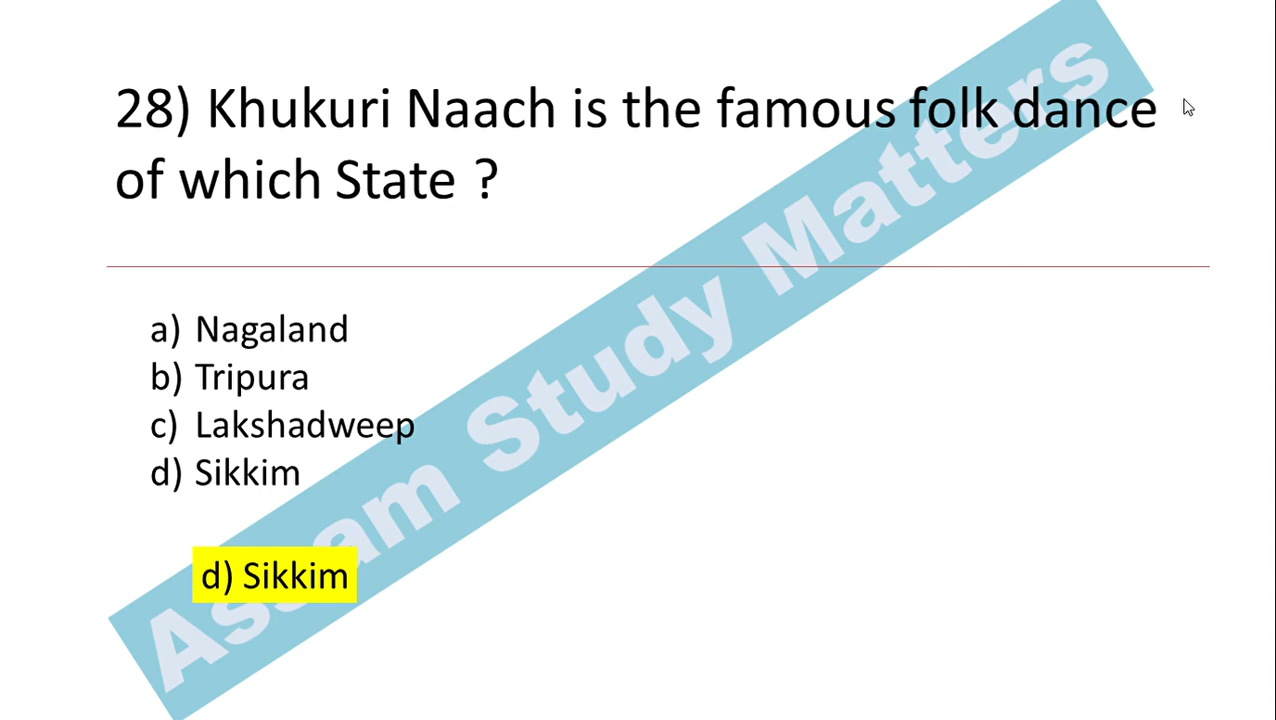 28) Khukuri Naach is the famous folk dance
of which State ?
a) Nagaland
b) Tripura
c) Lakshadweep
d) Sikkim
d) Sikkim
Assam Study Matters